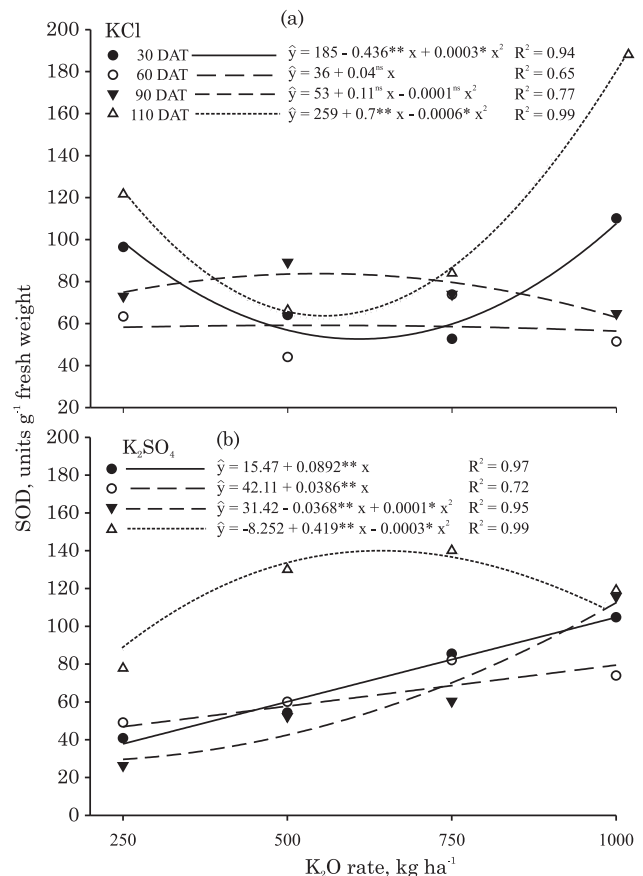 (a)
KCl
30 DAT ŷ = 185 - 0.436** x + 0.0003* x² R² = 0.94
60 DAT ŷ = 36 + 0.04ⁿˢ x R² = 0.65
90 DAT ŷ = 53 + 0.11ⁿˢ x - 0.0001ⁿˢ x² R² = 0.77
110 DAT ŷ = 259 + 0.7** x - 0.0006* x² R² = 0.99
200
180
160
140
120
100
80
60
40
20
SOD, units g⁻¹ fresh weight
(b)
K₂SO₄
ŷ = 15.47 + 0.0892** x R² = 0.97
ŷ = 42.11 + 0.0386** x R² = 0.72
ŷ = 31.42 - 0.0368** x + 0.0001* x² R² = 0.95
ŷ = -8.252 + 0.419** x - 0.0003* x² R² = 0.99
200
180
160
140
120
100
80
60
40
20
0
250 500 750 1000
K₂O rate, kg ha⁻¹